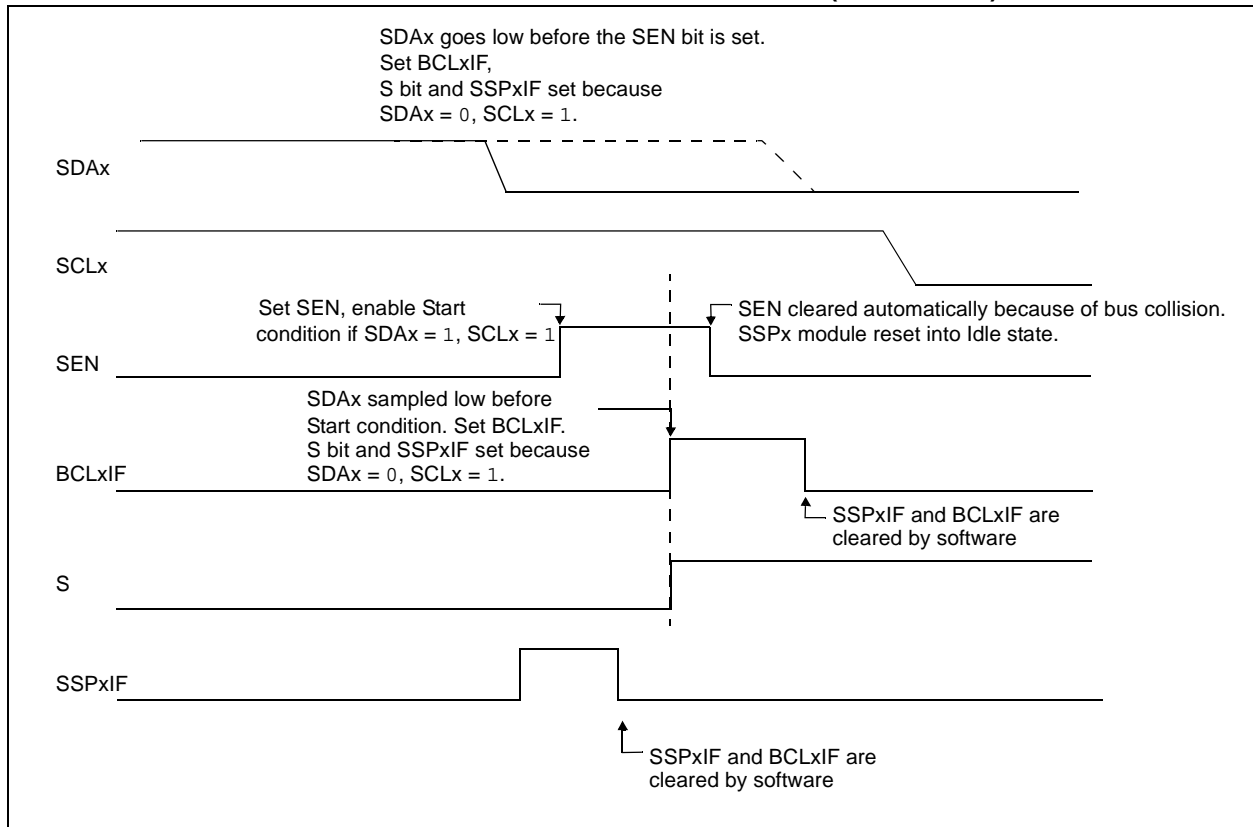 SDAx goes low before the SEN bit is set.
Set BCLxIF,
S bit and SSPxIF set because
SDAx = 0, SCLx = 1.
SDAx
SCLx
Set SEN, enable Start
condition if SDAx = 1, SCLx = 1
SEN cleared automatically because of bus collision.
SSPx module reset into Idle state.
SEN
SDAx sampled low before
Start condition. Set BCLxIF.
S bit and SSPxIF set because
SDAx = 0, SCLx = 1.
BCLxIF
SSPxIF and BCLxIF are
cleared by software
S
SSPxIF
SSPxIF and BCLxIF are
cleared by software